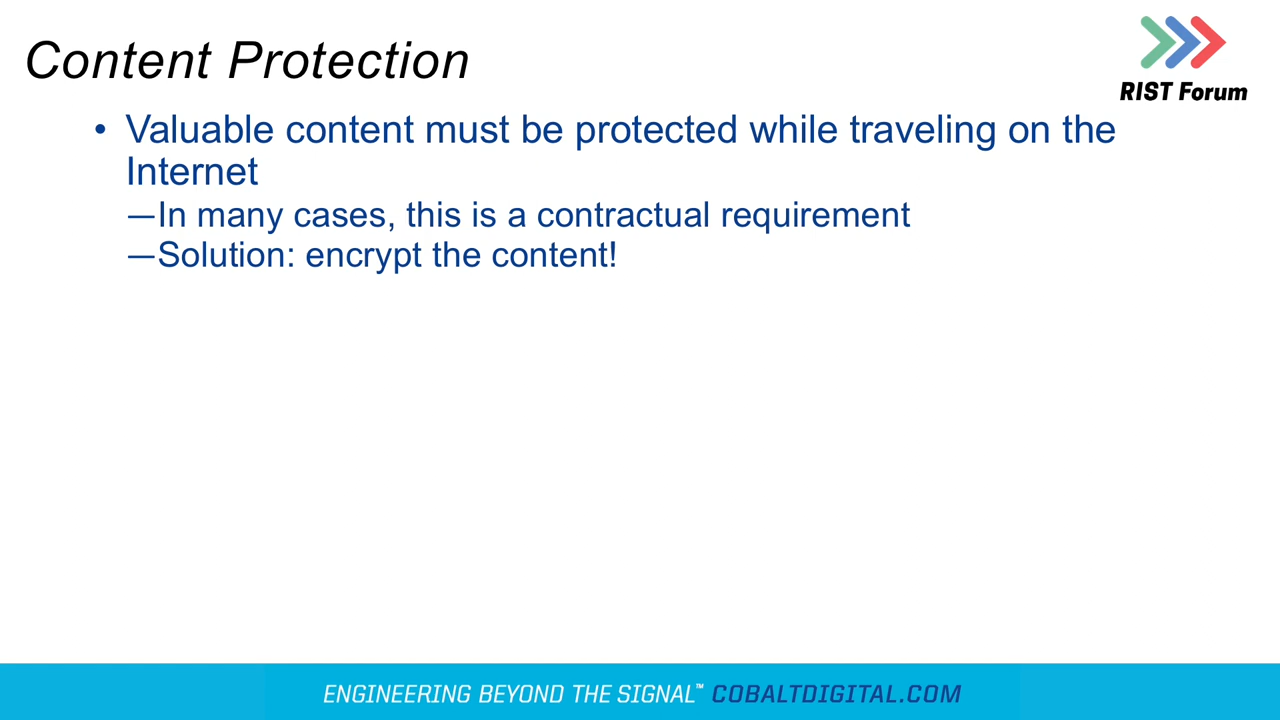 Content Protection
RIST Forum
• Valuable content must be protected while traveling on the
Internet
—In many cases, this is a contractual requirement
—Solution: encrypt the content!
ENGINEERING BEYOND THE SIGNAL™ COBALTDIGITAL.COM